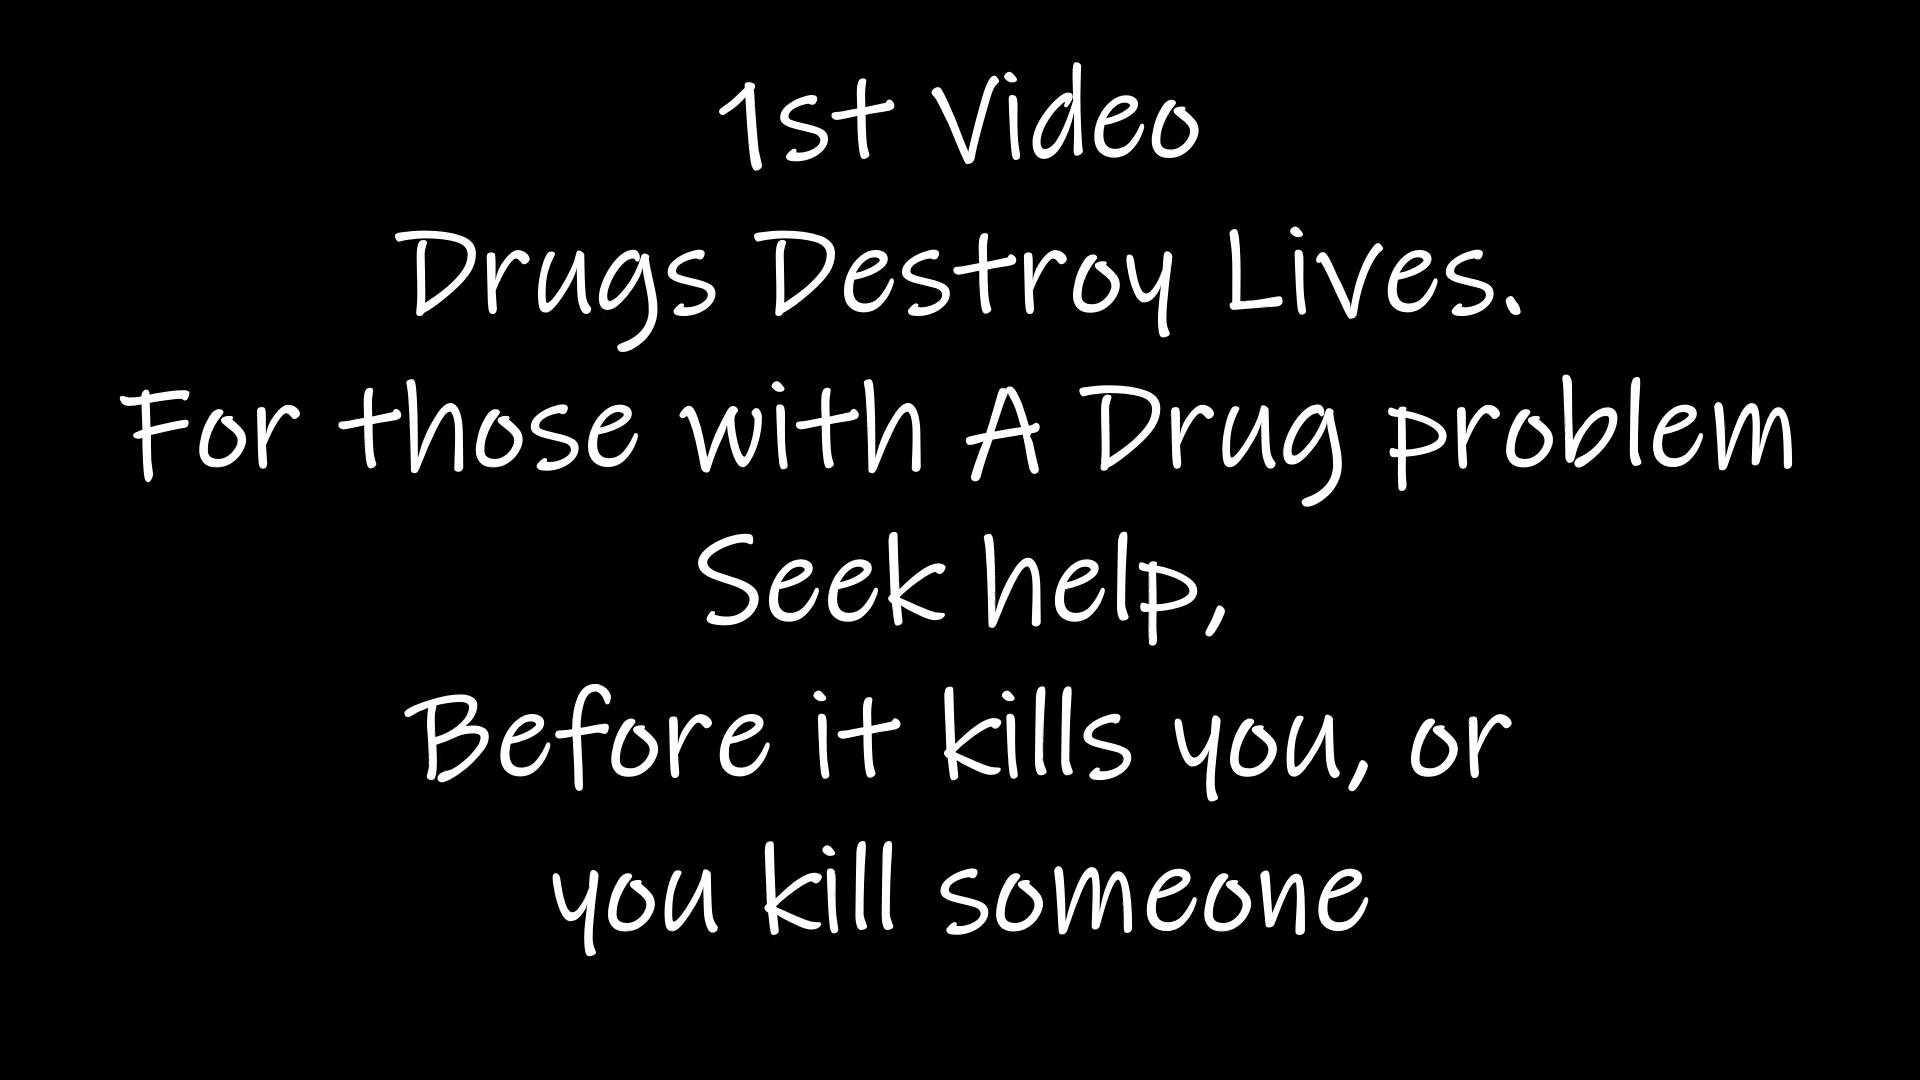 1st Video
Drugs Destroy Lives.
For those with A Drug problem
Seek help,
Before it kills you, or
you kill someone